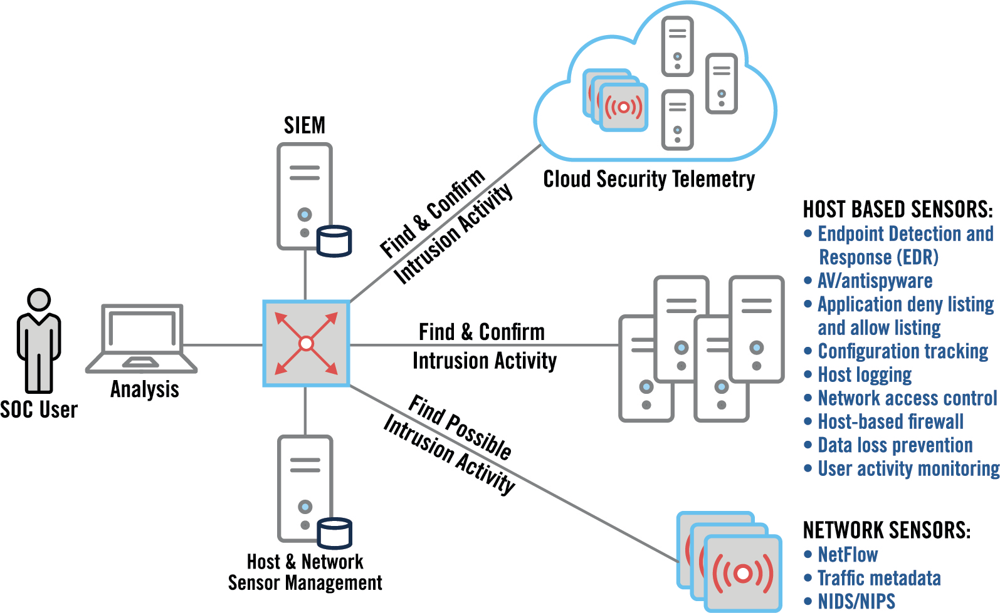 SIEM
Cloud Security Telemetry
Find & Confirm
Intrusion Activity
HOST BASED SENSORS:
• Endpoint Detection and
Response (EDR)
• AV/antispyware
• Application deny listing
and allow listing
• Configuration tracking
• Host logging
• Network access control
• Host-based firewall
• Data loss prevention
• User activity monitoring
Find & Confirm
Intrusion Activity
SOC User
Analysis
Find Possible
Intrusion Activity
Host & Network
Sensor Management
NETWORK SENSORS:
• NetFlow
• Traffic metadata
• NIDS/NIPS